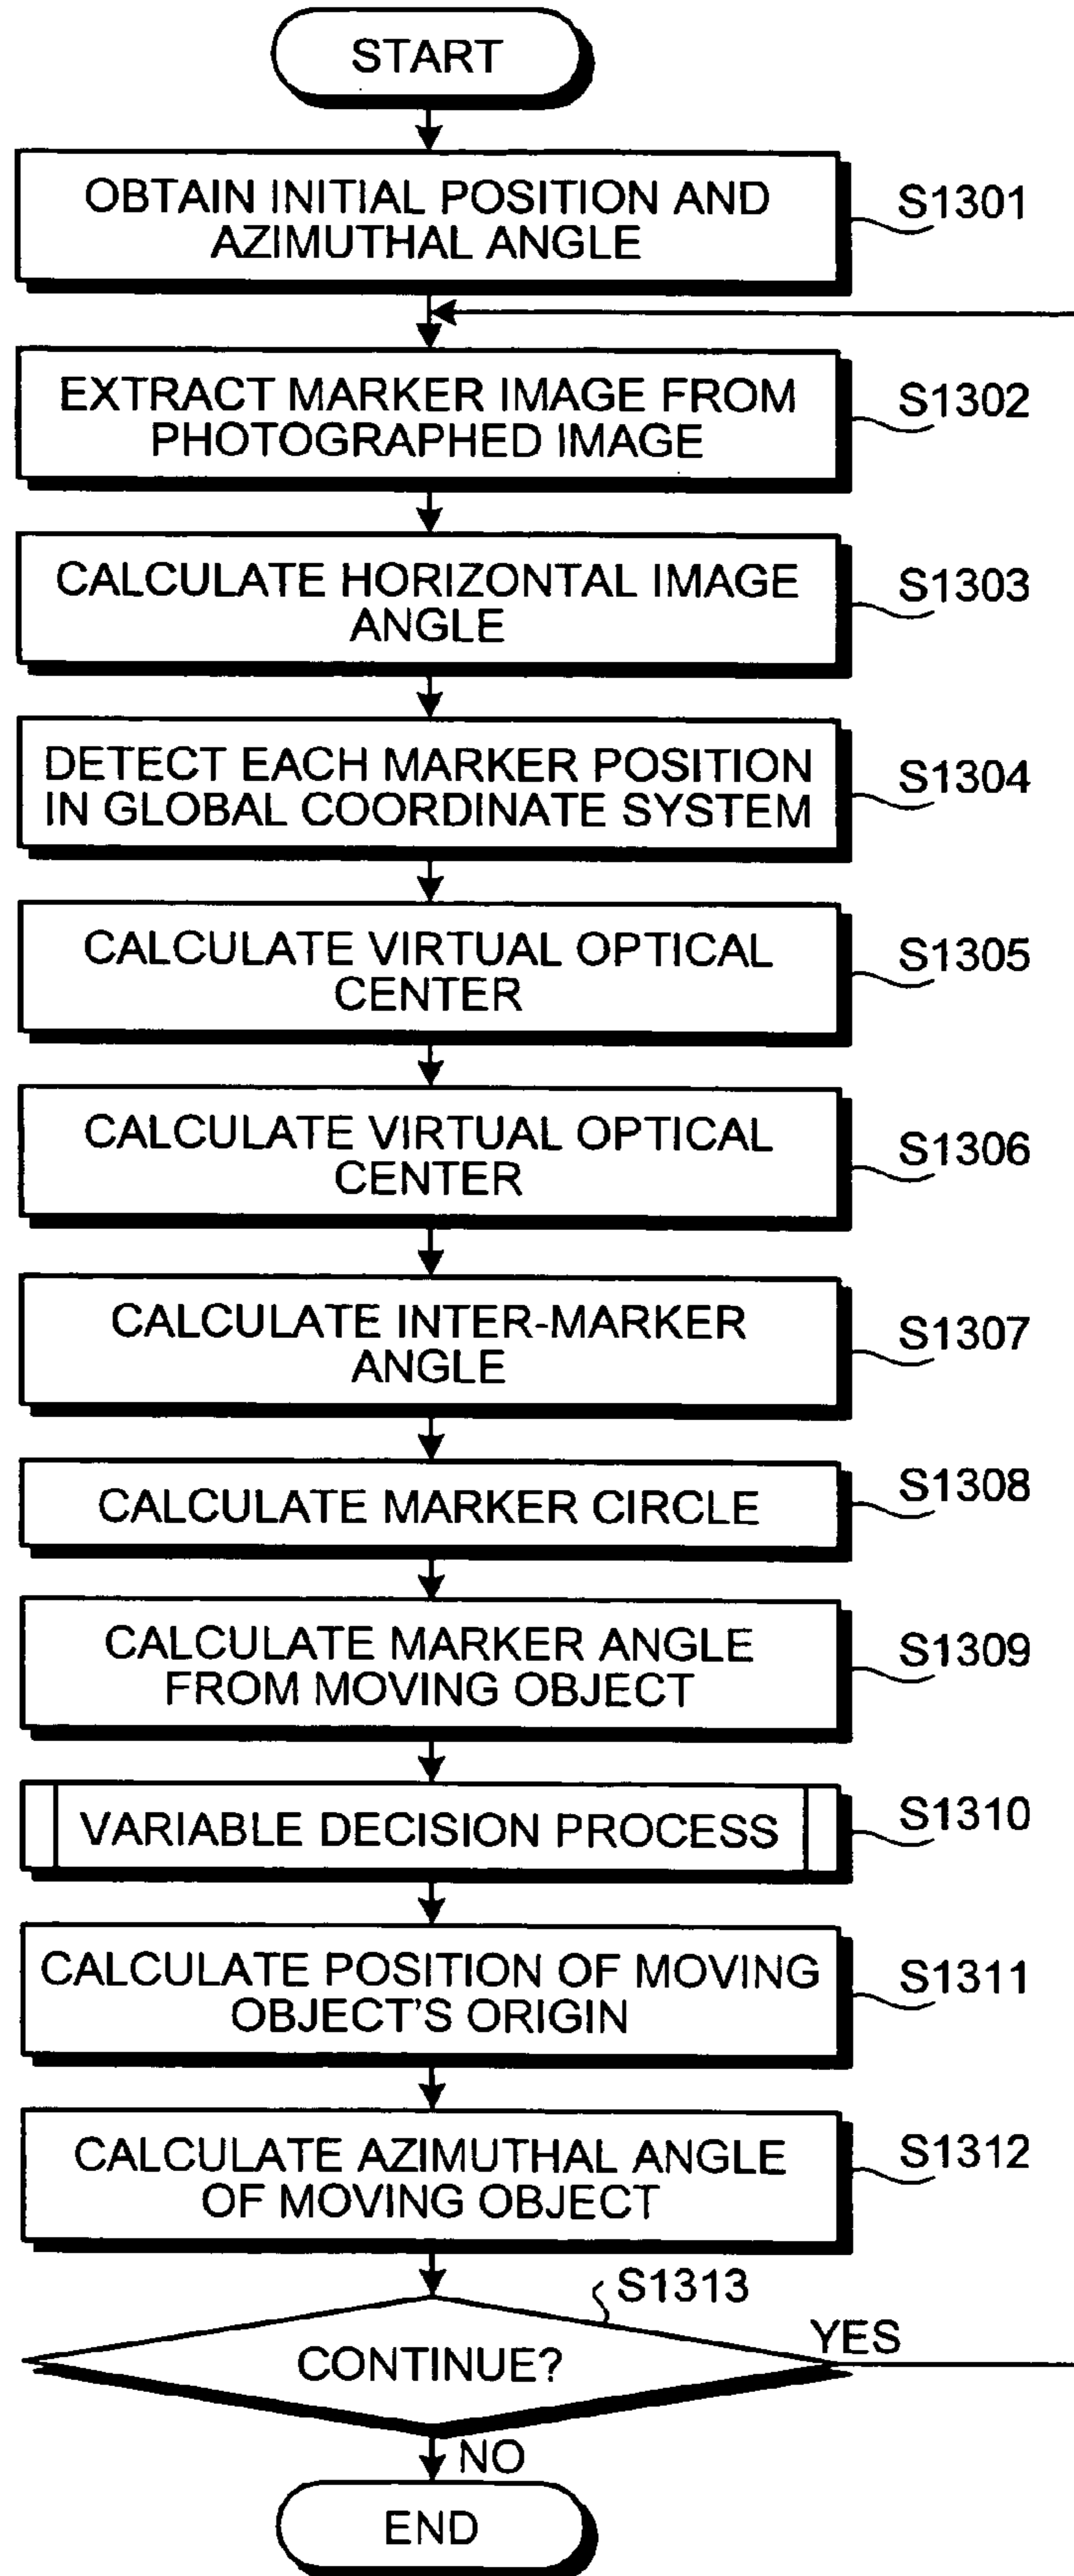 START
OBTAIN INITIAL POSITION AND
AZIMUTHAL ANGLE
S1301
EXTRACT MARKER IMAGE FROM
PHOTOGRAPHED IMAGE
S1302
CALCULATE HORIZONTAL IMAGE
ANGLE
S1303
DETECT EACH MARKER POSITION
IN GLOBAL COORDINATE SYSTEM
S1304
CALCULATE VIRTUAL OPTICAL
CENTER
S1305
CALCULATE VIRTUAL OPTICAL
CENTER
S1306
CALCULATE INTER-MARKER
ANGLE
S1307
CALCULATE MARKER CIRCLE
S1308
CALCULATE MARKER ANGLE
FROM MOVING OBJECT
S1309
VARIABLE DECISION PROCESS
S1310
CALCULATE POSITION OF MOVING
OBJECT'S ORIGIN
S1311
CALCULATE AZIMUTHAL ANGLE
OF MOVING OBJECT
S1312
S1313
CONTINUE?
YES
NO
END